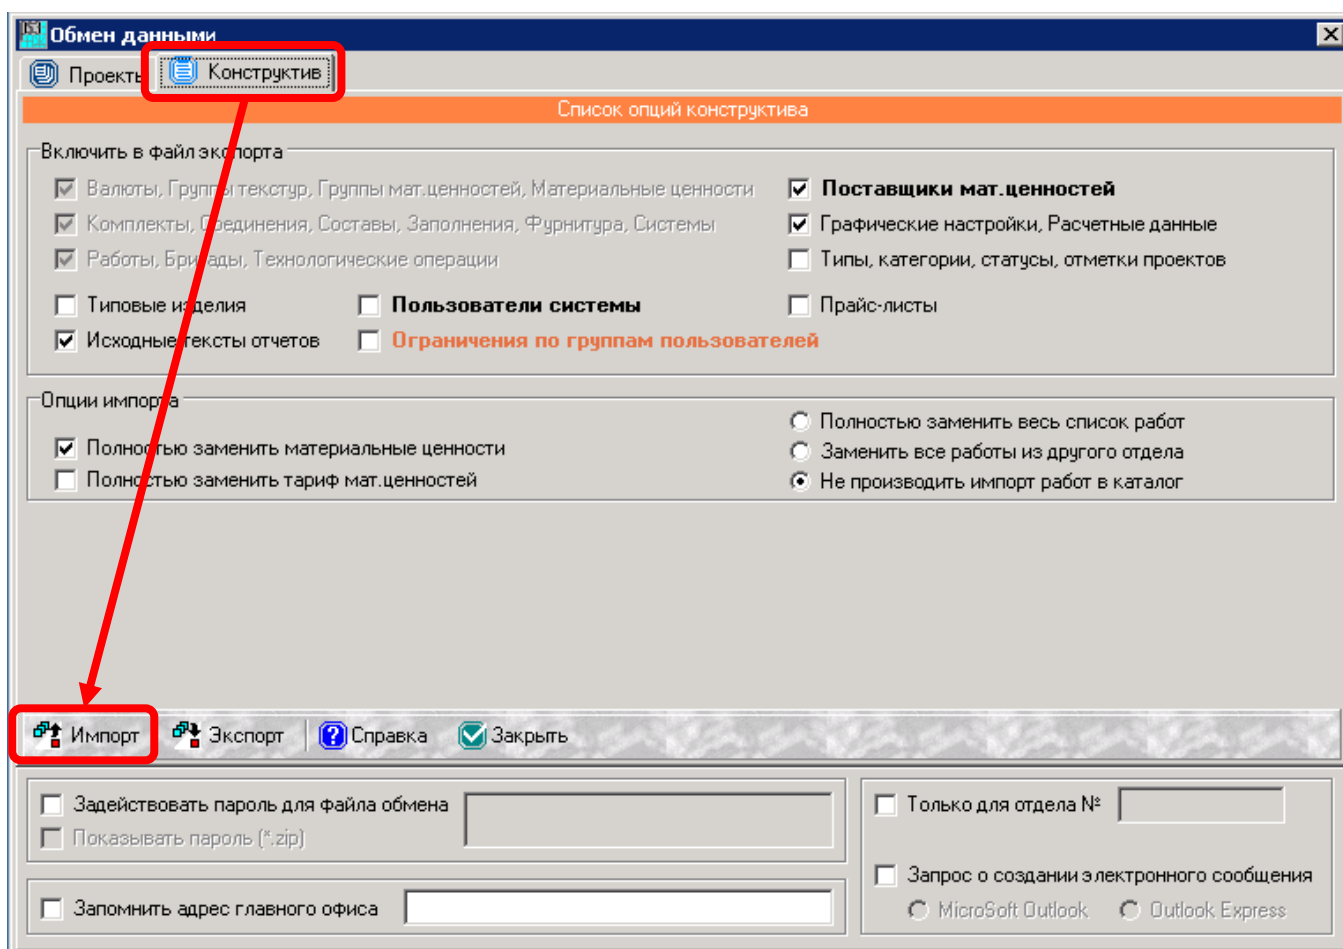 Обмен данными
Проекты Конструктив
Список опций конструктива
Включить в файл экспорта
Валюты, Группы текстур, Группы мат.ценностей, Материальные ценности
Поставщики мат.ценностей
Комплекты, Соединения, Составы, Заполнения, Фурнитура, Системы
Графические настройки, Расчетные данные
Работы, Бригады, Технологические операции
Типы, категории, статусы, отметки проектов
Типовые изделия
Пользователи системы
Прайс-листы
Исходные тексты отчетов
Ограничения по группам пользователей
Опции импорта
Полностью заменить весь список работ
Полностью заменить материальные ценности
Заменить все работы из другого отдела
Полностью заменить тариф мат.ценностей
Не производить импорт работ в каталог
Импорт Экспорт Справка Закрыть
Задействовать пароль для файла обмена
Показывать пароль (*.zip)
Только для отдела №
Запрос о создании электронного сообщения
Запомнить адрес главного офиса
MicroSoft Outlook Outlook Express